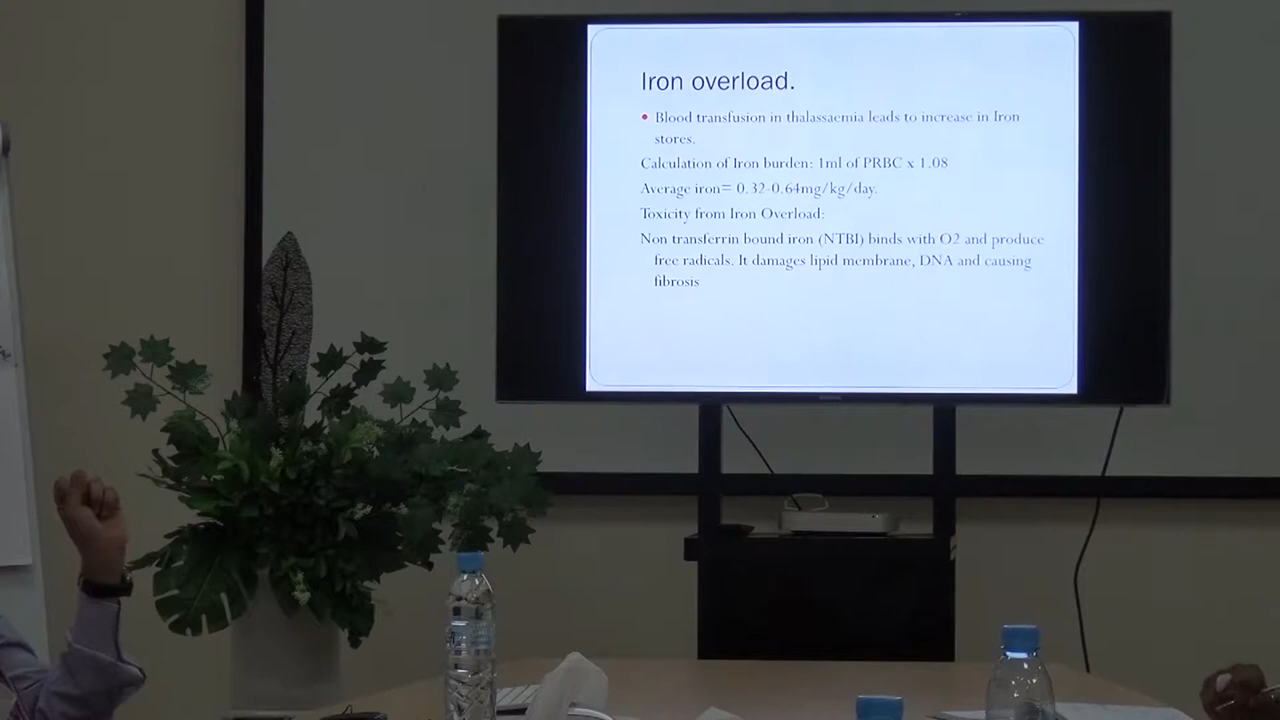 Iron overload.
• Blood transfusion in thalassaemia leads to increase in Iron
stores.
Calculation of Iron burden: 1ml of PRBC x 1.08
Average iron= 0.32-0.64mg/kg/day.
Toxicity from Iron Overload:
Non transferrin bound iron (NTBI) binds with O2 and produce
free radicals. It damages lipid membrane, DNA and causing
fibrosis